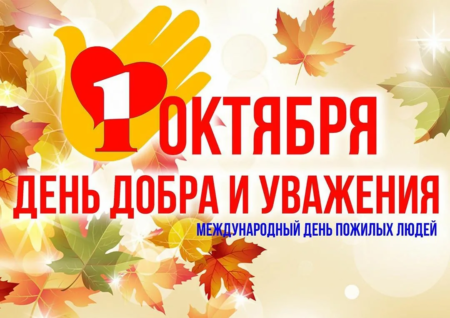 1 ОКТЯБРЯ
ДЕНЬ ДОБРА И УВАЖЕНИЯ
МЕЖДУНАРОДНЫЙ ДЕНЬ ПОЖИЛЫХ ЛЮДЕЙ